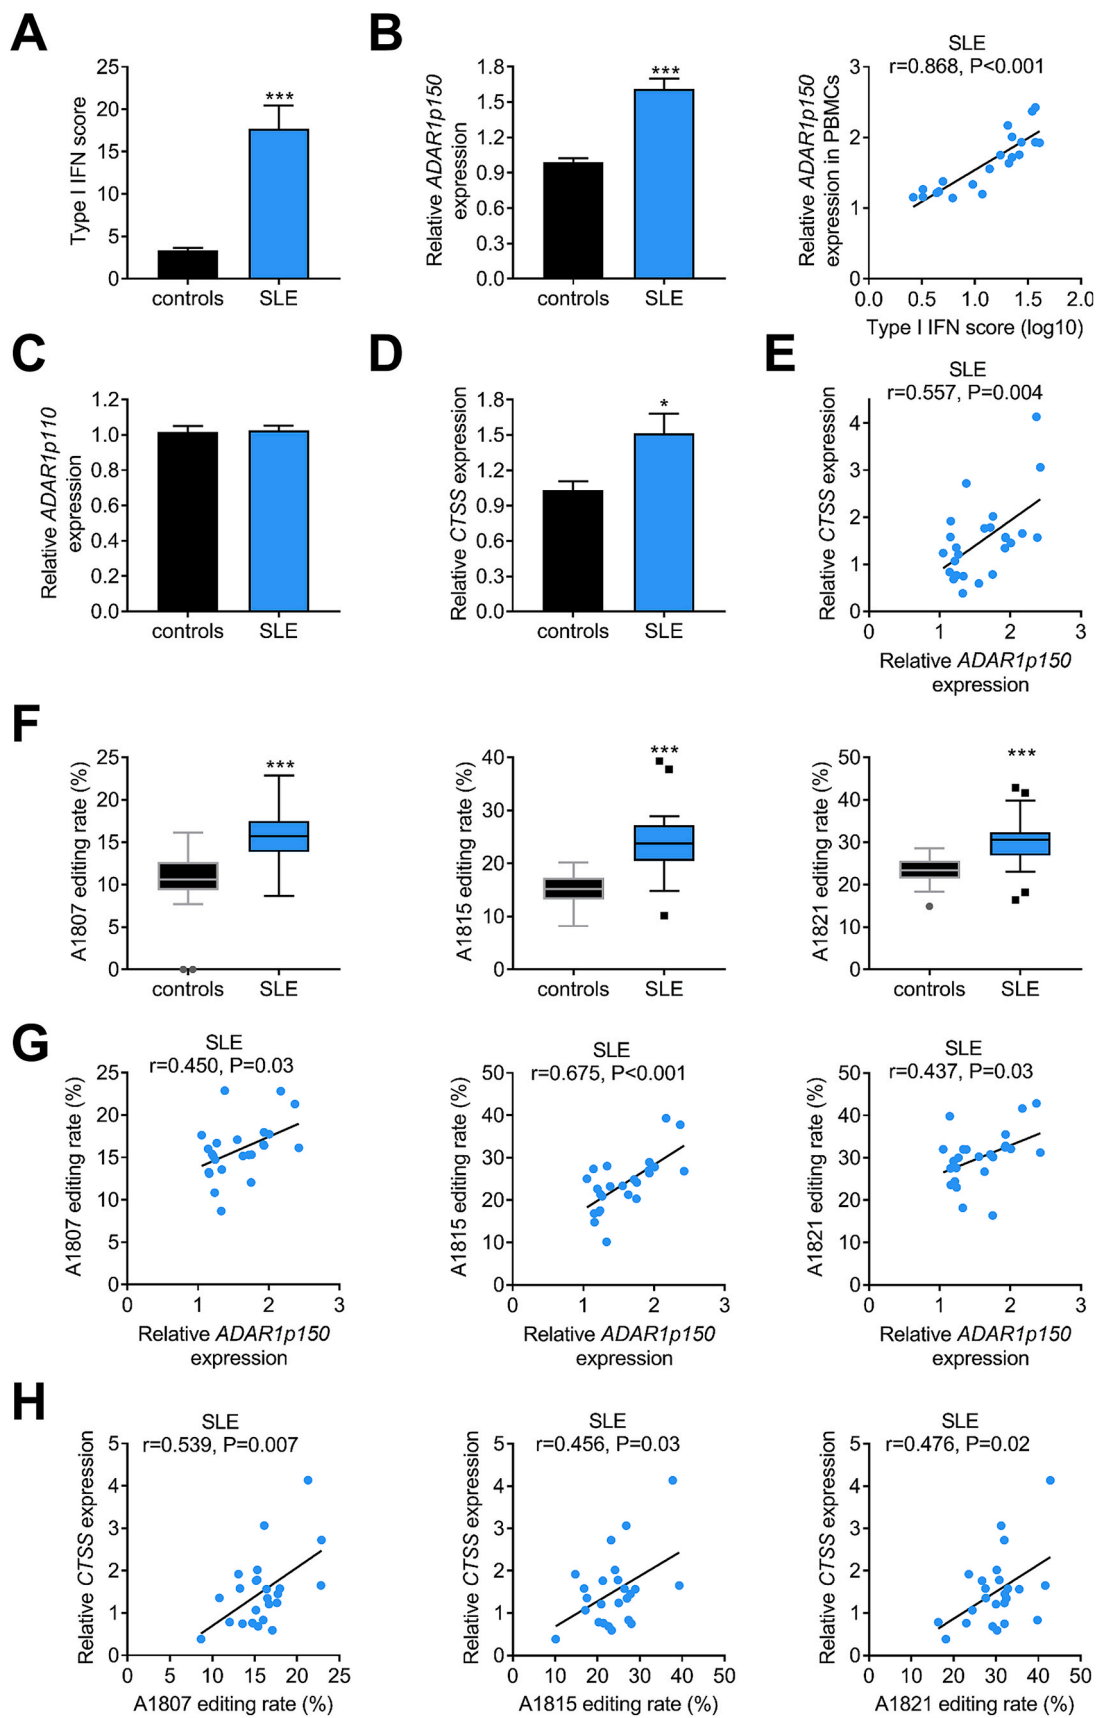 A
Type I IFN score
25
20
15
10
5
0
***
controls
SLE
B
Relative ADAR1p150
expression
1.8
1.5
1.2
0.9
0.6
0.3
0.0
***
controls
SLE
SLE
r=0.868, P<0.001
Relative ADAR1p150
expression in PBMCs
3
2
1
0
0.0 0.5 1.0 1.5 2.0
Type I IFN score (log10)
C
Relative ADAR1p110
expression
1.2
1.0
0.8
0.6
0.4
0.2
0.0
controls
SLE
D
Relative CTSS expression
1.8
1.5
1.2
0.9
0.6
0.3
0.0
*
controls
SLE
E
SLE
r=0.557, P=0.004
Relative CTSS expression
4
3
2
1
0
0 1 2 3
Relative ADAR1p150
expression
F
A1807 editing rate (%)
25
20
15
10
5
0
***
controls
SLE
A1815 editing rate (%)
40
30
20
10
0
***
controls
SLE
A1821 editing rate (%)
50
40
30
20
10
0
***
controls
SLE
G
SLE
r=0.450, P=0.03
A1807 editing rate (%)
25
20
15
10
5
0
0 1 2 3
Relative ADAR1p150
expression
SLE
r=0.675, P<0.001
A1815 editing rate (%)
50
40
30
20
10
0
0 1 2 3
Relative ADAR1p150
expression
SLE
r=0.437, P=0.03
A1821 editing rate (%)
50
40
30
20
10
0
0 1 2 3
Relative ADAR1p150
expression
H
SLE
r=0.539, P=0.007
Relative CTSS expression
5
4
3
2
1
0
0 5 10 15 20 25
A1807 editing rate (%)
SLE
r=0.456, P=0.03
Relative CTSS expression
5
4
3
2
1
0
0 10 20 30 40 50
A1815 editing rate (%)
SLE
r=0.476, P=0.02
Relative CTSS expression
5
4
3
2
1
0
0 10 20 30 40 50
A1821 editing rate (%)